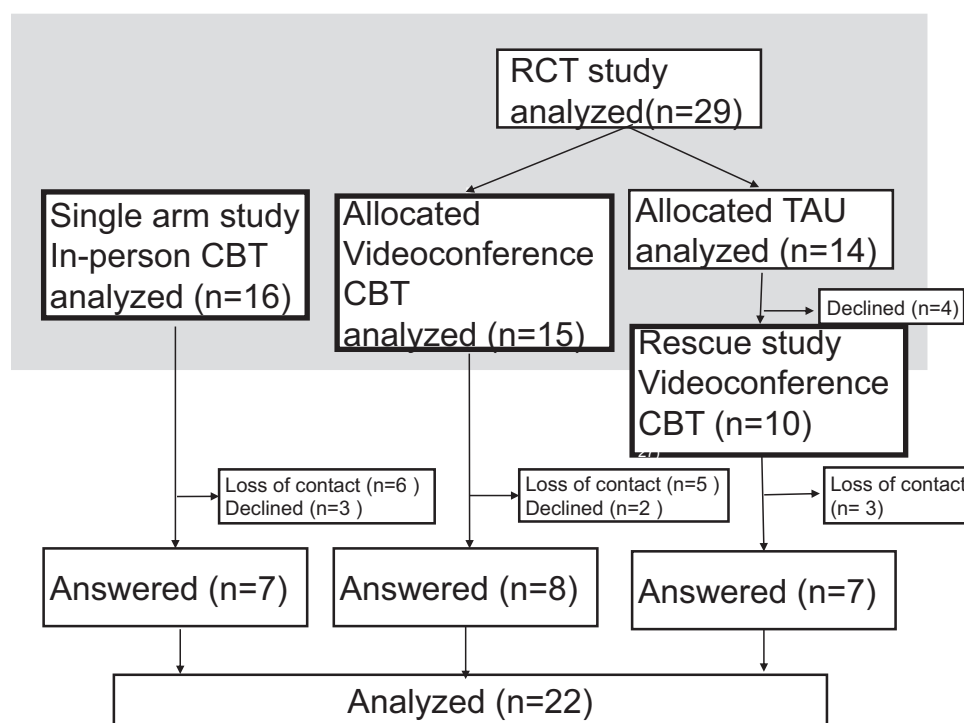 RCT study
analyzed(n=29)
Single arm study
In-person CBT
analyzed (n=16)
Allocated
Videoconference
CBT
analyzed (n=15)
Allocated TAU
analyzed (n=14)
Declined (n=4)
Rescue study
Videoconference
CBT (n=10)
Loss of contact (n=6 )
Declined (n=3 )
Loss of contact (n=5 )
Declined (n=2 )
Loss of contact
(n= 3)
Answered (n=7)
Answered (n=8)
Answered (n=7)
Analyzed (n=22)